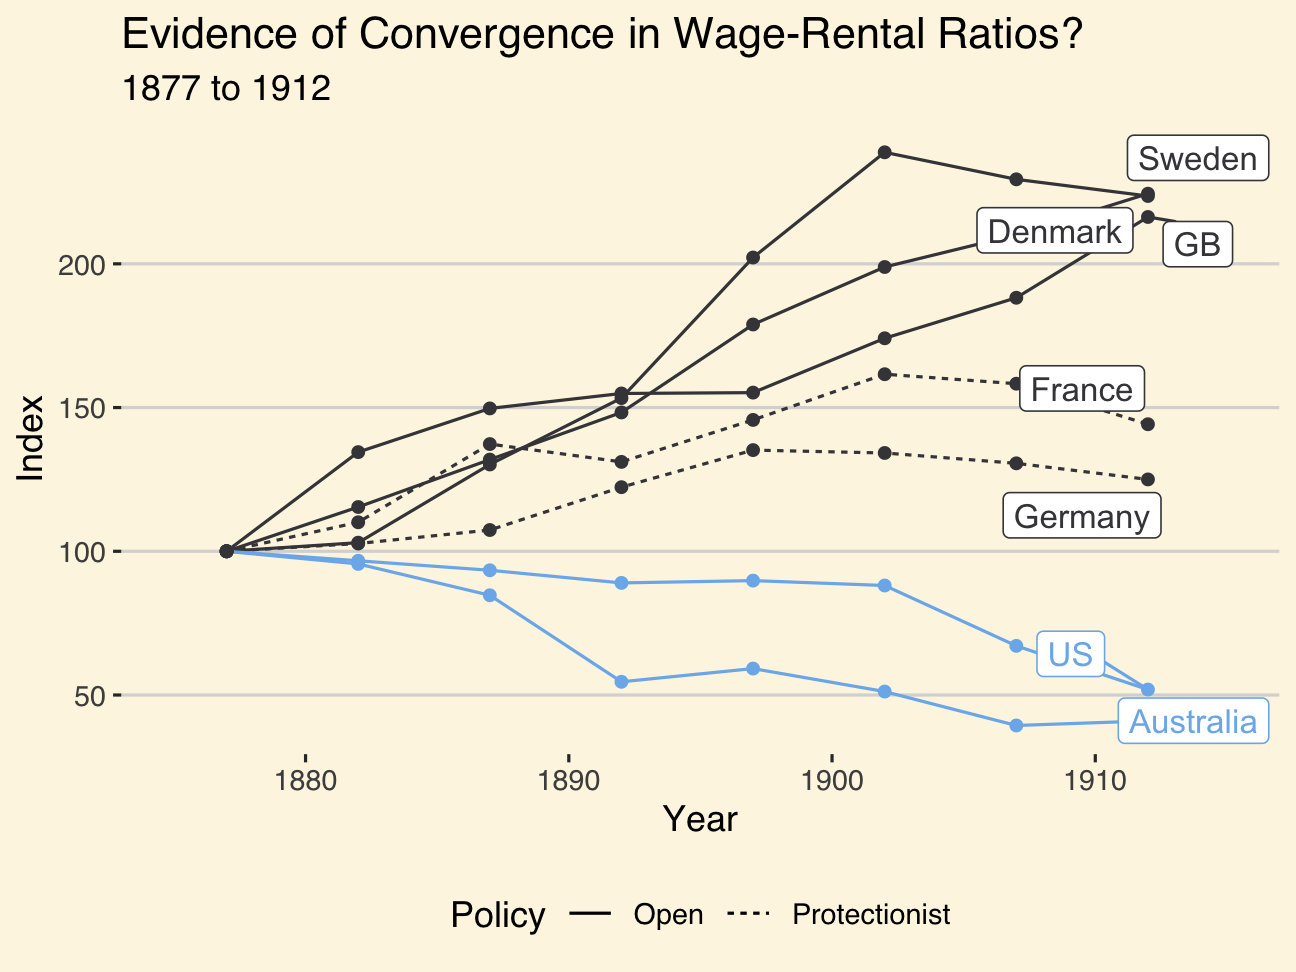 Evidence of Convergence in Wage-Rental Ratios?
1877 to 1912
Sweden
Denmark
GB
200
France
150
Index
Germany
100
US
50
Australia
1880 1890 1900 1910
Year
Policy Open Protectionist